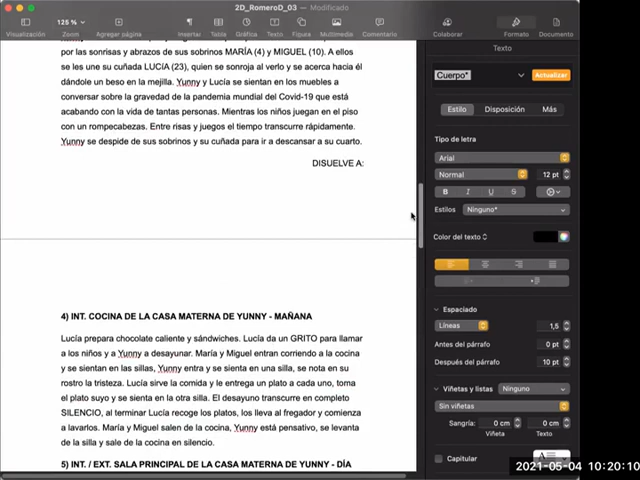 2D_RomeroD_03 — Modificado
125 %
Visualización Zoom Agregar página Insertar Tabla Gráfica Texto Figura Multimedia Comentario Colaborar Formato Documento
por las sonrisas y abrazos de sus sobrinos MARÍA (4) y MIGUEL (10). A ellos
se les une su cuñada LUCÍA (23), quien se sonroja al verlo y se acerca hacia él
dándole un beso en la mejilla. Yunny y Lucía se sientan en los muebles a
conversar sobre la gravedad de la pandemia mundial del Covid-19 que está
acabando con la vida de tantas personas. Mientras los niños juegan en el piso
con un rompecabezas. Entre risas y juegos el tiempo transcurre rápidamente.
Yunny se despide de sus sobrinos y su cuñada para ir a descansar a su cuarto.
DISUELVE A:
4) INT. COCINA DE LA CASA MATERNA DE YUNNY - MAÑANA
Lucía prepara chocolate caliente y sándwiches. Lucía da un GRITO para llamar
a los niños y a Yunny a desayunar. María y Miguel entran corriendo a la cocina
y se sientan en las sillas, Yunny entra y se sienta en una silla, se nota en su
rostro la tristeza. Lucía sirve la comida y le entrega un plato a cada uno, toma
el plato suyo y se sienta en la otra silla. El desayuno transcurre en completo
SILENCIO, al terminar Lucía recoge los platos, los lleva al fregador y comienza
a lavarlos. María y Miguel salen de la cocina, Yunny está pensativo, se levanta
de la silla y sale de la cocina en silencio.
5) INT. / EXT. SALA PRINCIPAL DE LA CASA MATERNA DE YUNNY - DÍA
Texto
Cuerpo*
Actualizar
Estilo Disposición Más
Tipo de letra
Arial
Normal 12 pt
B I U S
Estilos Ninguno*
Color del texto
Espaciado
Líneas 1,5
Antes del párrafo 0 pt
Después del párrafo 10 pt
Viñetas y listas Ninguno
Sin viñetas
Sangría: 0 cm 0 cm
Viñeta Texto
Capitular
2021-05-04 10:20:10